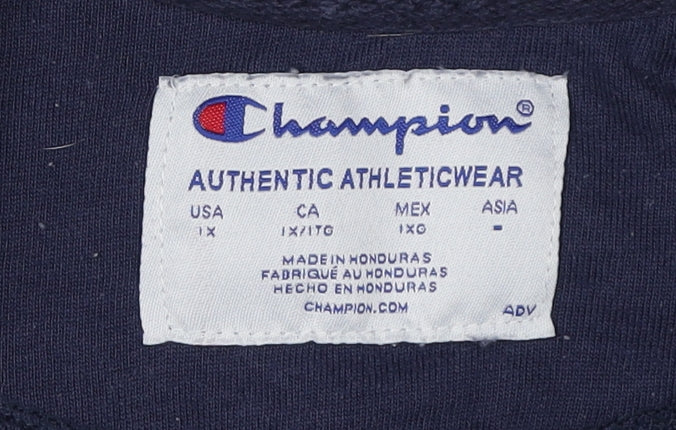 Champion®
AUTHENTIC ATHLETICWEAR
USA CA MEX ASIA
1X 1X/1TG 1XG -
MADE IN HONDURAS
FABRIQUÉ AU HONDURAS
HECHO EN HONDURAS
CHAMPION.COM
ADV